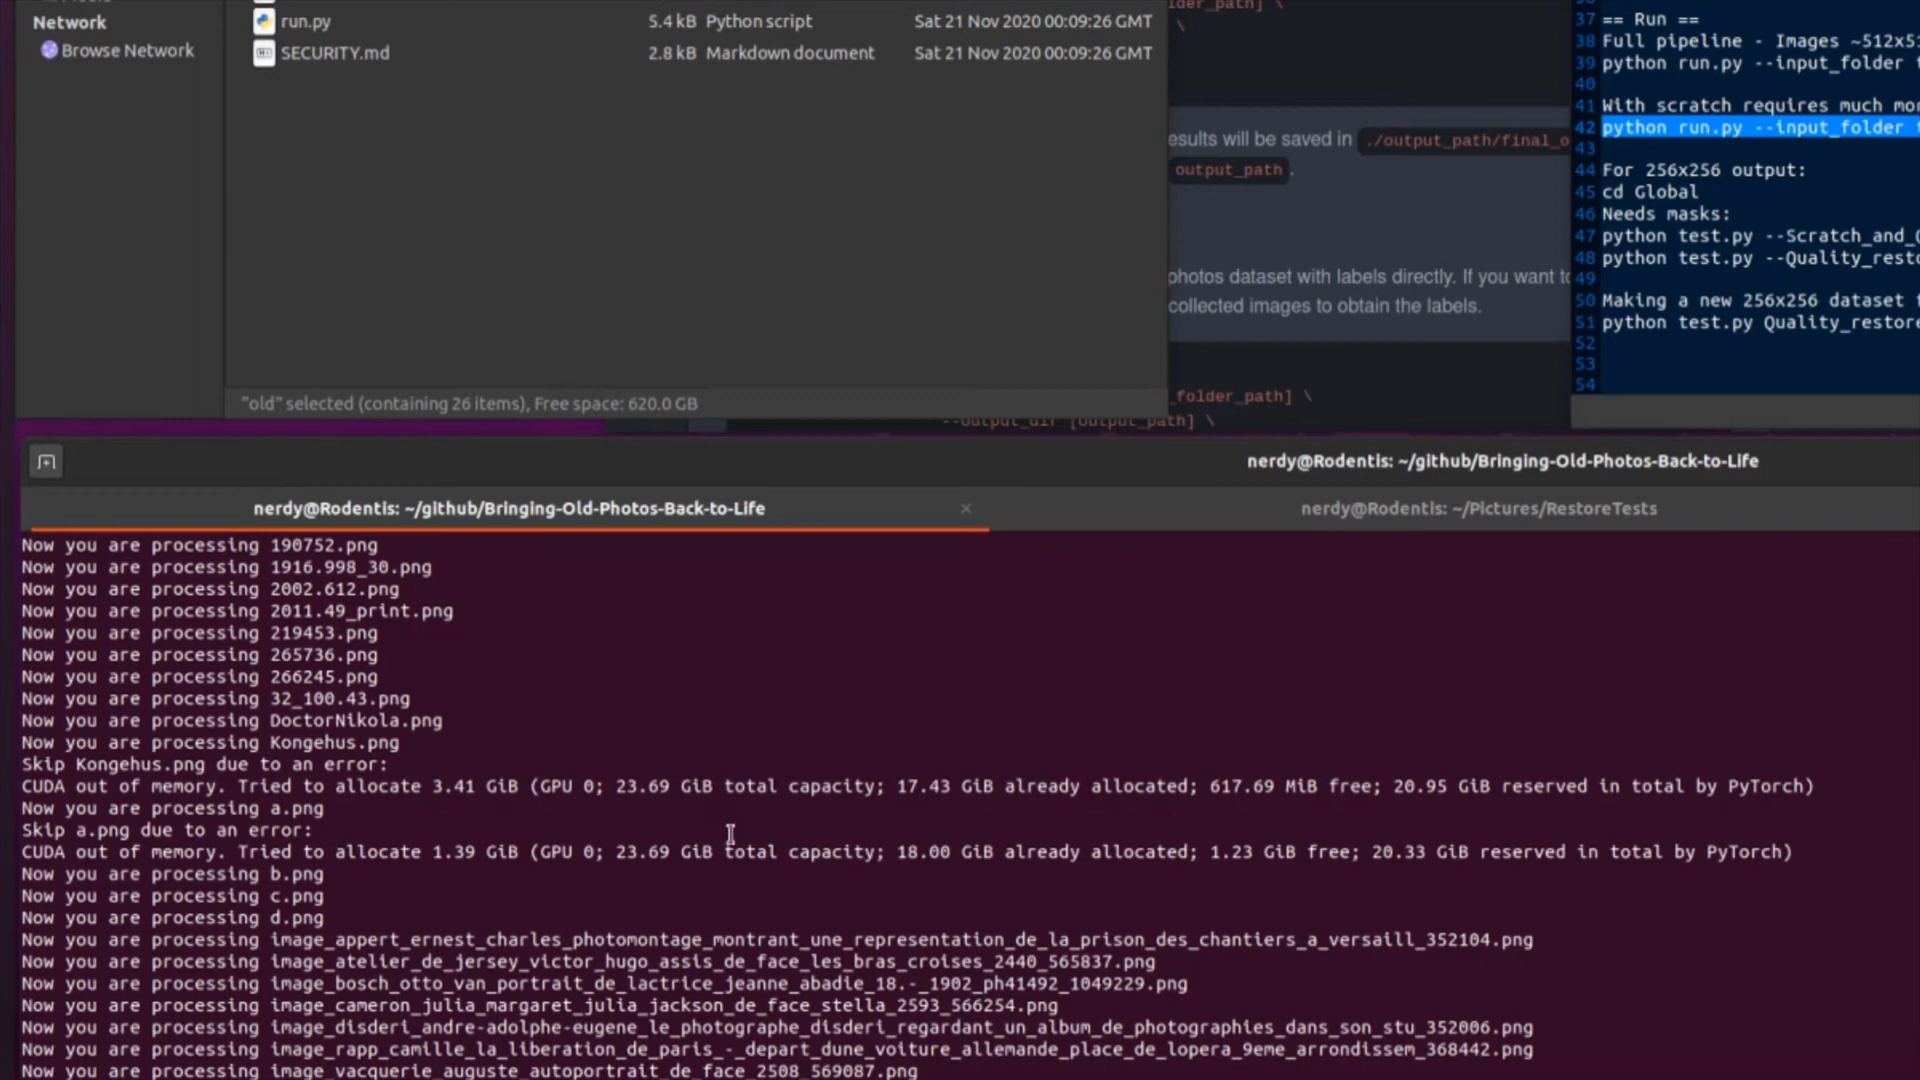 Network
Browse Network
run.py 5.4 kB Python script Sat 21 Nov 2020 00:09:26 GMT
SECURITY.md 2.8 kB Markdown document Sat 21 Nov 2020 00:09:26 GMT
"old" selected (containing 26 items), Free space: 620.0 GB
lder_path] \
\
esults will be saved in ./output_path/final_o
output_path.
photos dataset with labels directly. If you want to
collected images to obtain the labels.
_folder_path] \
--output_dir [output_path] \
37 == Run ==
38 Full pipeline - Images ~512x51
39 python run.py --input_folder
40
41 With scratch requires much mor
42 python run.py --input_folder
43
44 For 256x256 output:
45 cd Global
46 Needs masks:
47 python test.py --Scratch_and_
48 python test.py --Quality_resto
49
50 Making a new 256x256 dataset
51 python test.py Quality_restore
52
53
54
nerdy@Rodentis: ~/github/Bringing-Old-Photos-Back-to-Life
nerdy@Rodentis: ~/github/Bringing-Old-Photos-Back-to-Life × nerdy@Rodentis: ~/Pictures/RestoreTests
Now you are processing 190752.png
Now you are processing 1916.998_30.png
Now you are processing 2002.612.png
Now you are processing 2011.49_print.png
Now you are processing 219453.png
Now you are processing 265736.png
Now you are processing 266245.png
Now you are processing 32_100.43.png
Now you are processing DoctorNikola.png
Now you are processing Kongehus.png
Skip Kongehus.png due to an error:
CUDA out of memory. Tried to allocate 3.41 GiB (GPU 0; 23.69 GiB total capacity; 17.43 GiB already allocated; 617.69 MiB free; 20.95 GiB reserved in total by PyTorch)
Now you are processing a.png
Skip a.png due to an error:
CUDA out of memory. Tried to allocate 1.39 GiB (GPU 0; 23.69 GiB total capacity; 18.00 GiB already allocated; 1.23 GiB free; 20.33 GiB reserved in total by PyTorch)
Now you are processing b.png
Now you are processing c.png
Now you are processing d.png
Now you are processing image_appert_ernest_charles_photomontage_montrant_une_representation_de_la_prison_des_chantiers_a_versaill_352104.png
Now you are processing image_atelier_de_jersey_victor_hugo_assis_de_face_les_bras_croises_2440_565837.png
Now you are processing image_bosch_otto_van_portrait_de_lactrice_jeanne_abadie_18.-_1902_ph41492_1049229.png
Now you are processing image_cameron_julia_margaret_julia_jackson_de_face_stella_2593_566254.png
Now you are processing image_disderi_andre-adolphe-eugene_le_photographe_disderi_regardant_un_album_de_photographies_dans_son_stu_352006.png
Now you are processing image_rapp_camille_la_liberation_de_paris_-_depart_dune_voiture_allemande_place_de_lopera_9eme_arrondissem_368442.png
Now you are processing image_vacquerie_auguste_autoportrait_de_face_2508_569087.png